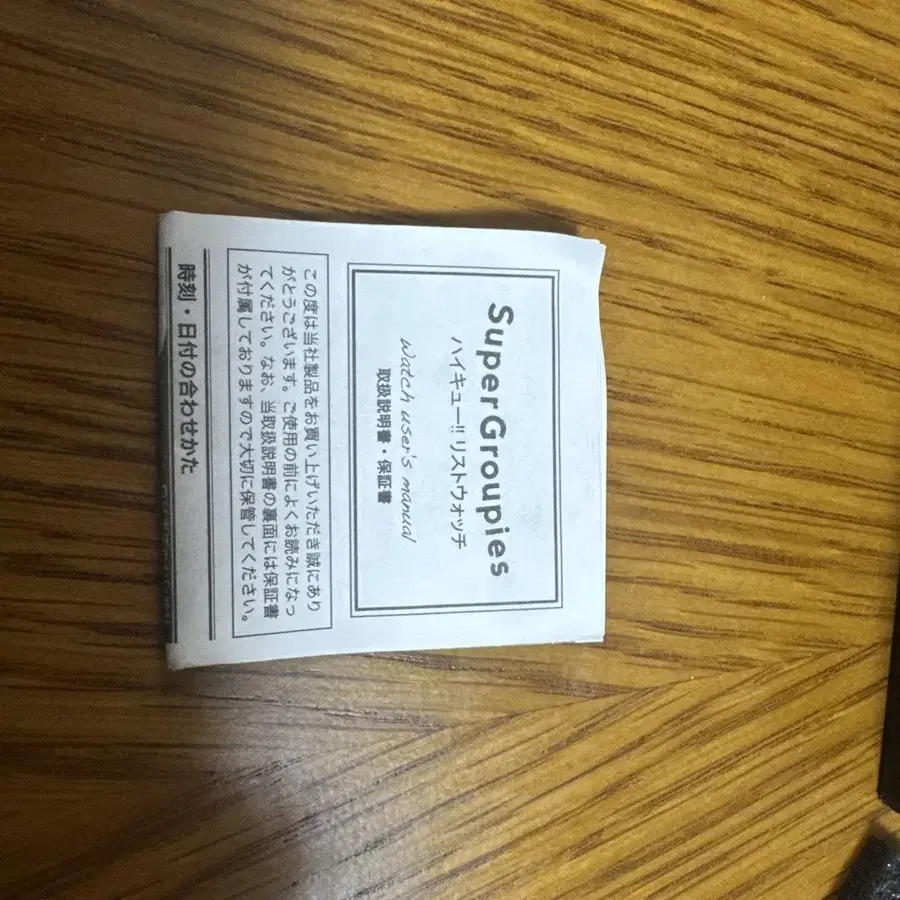 SuperGroupies
ハイキュー!! リストウォッチ
watch user's manual
取扱説明書・保証書
この度は当社製品をお買い上げいただき誠にあり
がとうございます。ご使用の前によくお読みになっ
てください。なお、当取扱説明書の裏面には保証書
が付属しておりますので大切に保管してください。
時刻・日付の合わせかた